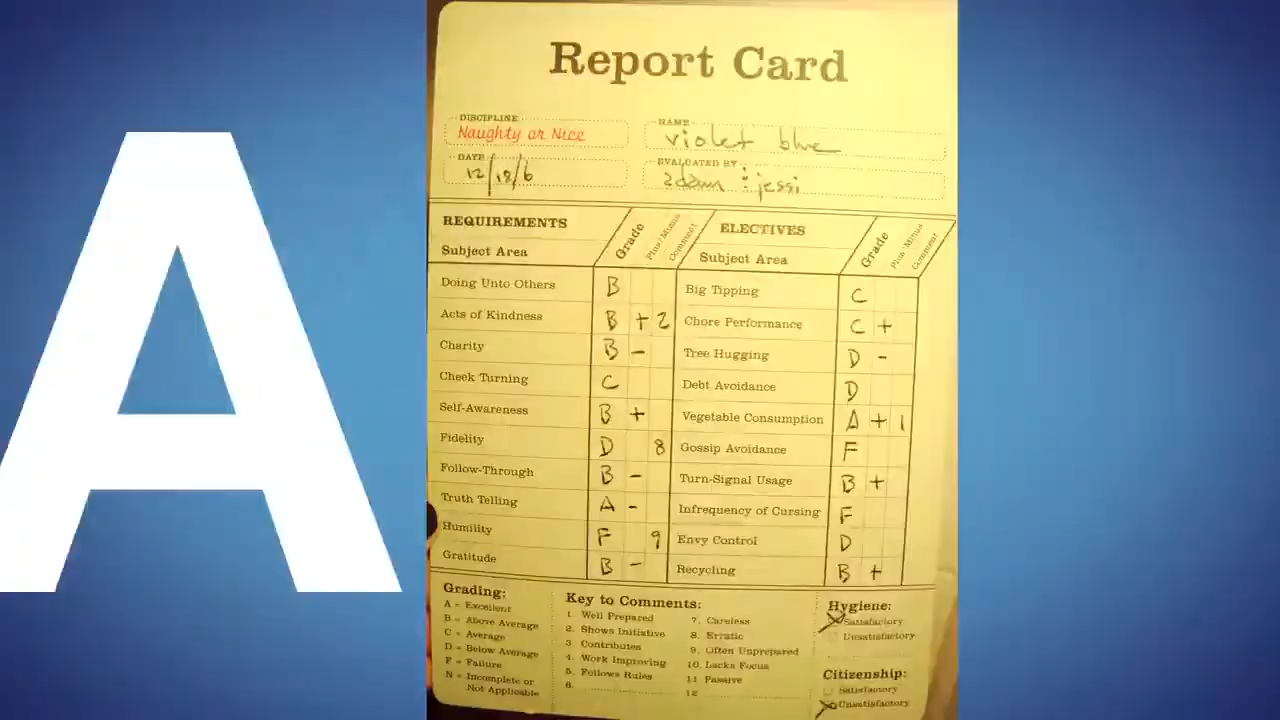 A
Report Card
DISCIPLINE
Naughty or Nice
NAME
violet blue
DATE
12/18/6
EVALUATED BY
adam : jessi
REQUIREMENTS
Subject Area
Grade
Plus/Minus
Comment
Doing Unto Others B
Acts of Kindness B + 2
Charity B -
Cheek Turning C
Self-Awareness B +
Fidelity D 8
Follow-Through B -
Truth Telling A -
Humility F 9
Gratitude B -
ELECTIVES
Subject Area
Grade
Plus/Minus
Comment
Big Tipping C
Chore Performance C +
Tree Hugging D -
Debt Avoidance D
Vegetable Consumption A + 1
Gossip Avoidance F
Turn-Signal Usage B +
Infrequency of Cursing F
Envy Control D
Recycling B +
Grading:
A = Excellent
B = Above Average
C = Average
D = Below Average
F = Failure
N = Incomplete or
Not Applicable
Key to Comments:
1. Well Prepared
2. Shows Initiative
3 Contributes
4. Work Improving
5. Follows Rules
6.
7. Careless
8. Erratic
9. Often Unprepared
10. Lacks Focus
11 Passive
12
Hygiene:
Satisfactory
Unsatisfactory
Citizenship:
Satisfactory
Unsatisfactory